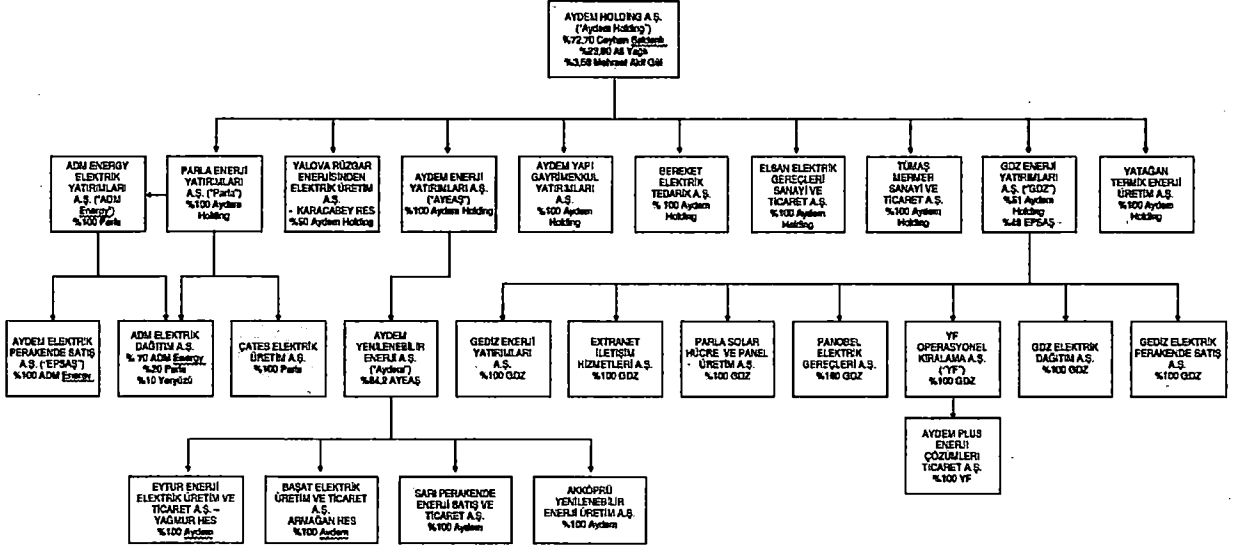 AYDEM HOLDİNG A.Ş.
("Aydem Holding")
%72,70 Ceyhan Saldanlı
%3,58 Mehmet Akif Gül
ADM ENERGY
ELEKTRİK
YATIRIMLARI
A.Ş. ("ADM
Energy")
%100 Parla
PARLA ENERJİ
YATIRIMLARI
A.Ş. ("Parla")
%100 Aydem
Holding
YALOVA RÜZGAR
ENERJİSİNDEN
ELEKTRİK ÜRETİM
A.Ş.
- KARACABEY RES
%50 Aydem Holding
AYDEM ENERJİ
YATIRIMLARI A.Ş.
("AYEAŞ")
%100 Aydem Holding
AYDEM YAPI
GAYRİMENKUL
YATIRIMLARI
A.Ş.
%100 Aydem
Holding
BEREKET
ELEKTRİK
TEDARİK A.Ş.
% 100 Aydem
Holding
ELSAN ELEKTRİK
GEREÇLERİ
SANAYİ VE
TİCARET A.Ş.
%100 Aydem
Holding
TÜMAŞ
MERMER
SANAYİ VE
TİCARET A.Ş.
%100 Aydem
Holding
GDZ ENERJİ
YATIRIMLARI
A.Ş. ("GDZ")
%51 Aydem
Holding
EPSAŞ
YATAĞAN
TERMİK ENERJİ
ÜRETİM A.Ş.
%100 Aydem
Holding
AYDEM ELEKTRİK
PERAKENDE SATIŞ
A.Ş. ("EPSAŞ")
%100 ADM Energy
ADM ELEKTRİK
DAĞITIM A.Ş.
% 70 ADM Energy
%20 Parla
%10 Yeryüzü
ÇATES ELEKTRİK
ÜRETİM A.Ş.
%100 Parla
AYDEM
YENİLENEBİLİR
ENERJİ A.Ş.
("Aydem")
%84,2 AYEAŞ
GEDİZ ENERJİ
YATIRIMLARI
A.Ş.
%100 GDZ
EXTRANET
İLETİŞİM
HİZMETLERİ A.Ş.
%100 GDZ
PARLA SOLAR
HÜCRE VE PANEL
ÜRETİM A.Ş.
%100 GDZ
PANOBEL
ELEKTRİK
GEREÇLERİ A.Ş.
%100 GDZ
YF
OPERASYONEL
KİRALAMA A.Ş.
("YF")
%100 GDZ
GDZ ELEKTRİK
DAĞITIM A.Ş.
%100 GDZ
GEDİZ ELEKTRİK
PERAKENDE SATIŞ
A.Ş.
%100 GDZ
AYDEM PLUS
ENERJİ
ÇÖZÜMLERİ
TİCARET A.Ş.
%100 YF
EYTUR ENERJİ
ELEKTRİK ÜRETİM VE
TİCARET A.Ş. –
YAĞMUR HES
%100 Aydem
BAŞAT ELEKTRİK
ÜRETİM VE TİCARET
A.Ş.
ARMAĞAN HES
%100 Aydem
SARI PERAKENDE
ENERJİ SATIŞ VE
TİCARET A.Ş.
%100 Aydem
AKKÖPRÜ
YENİLENEBİLİR
ENERJİ ÜRETİM A.Ş.
%100 Aydem